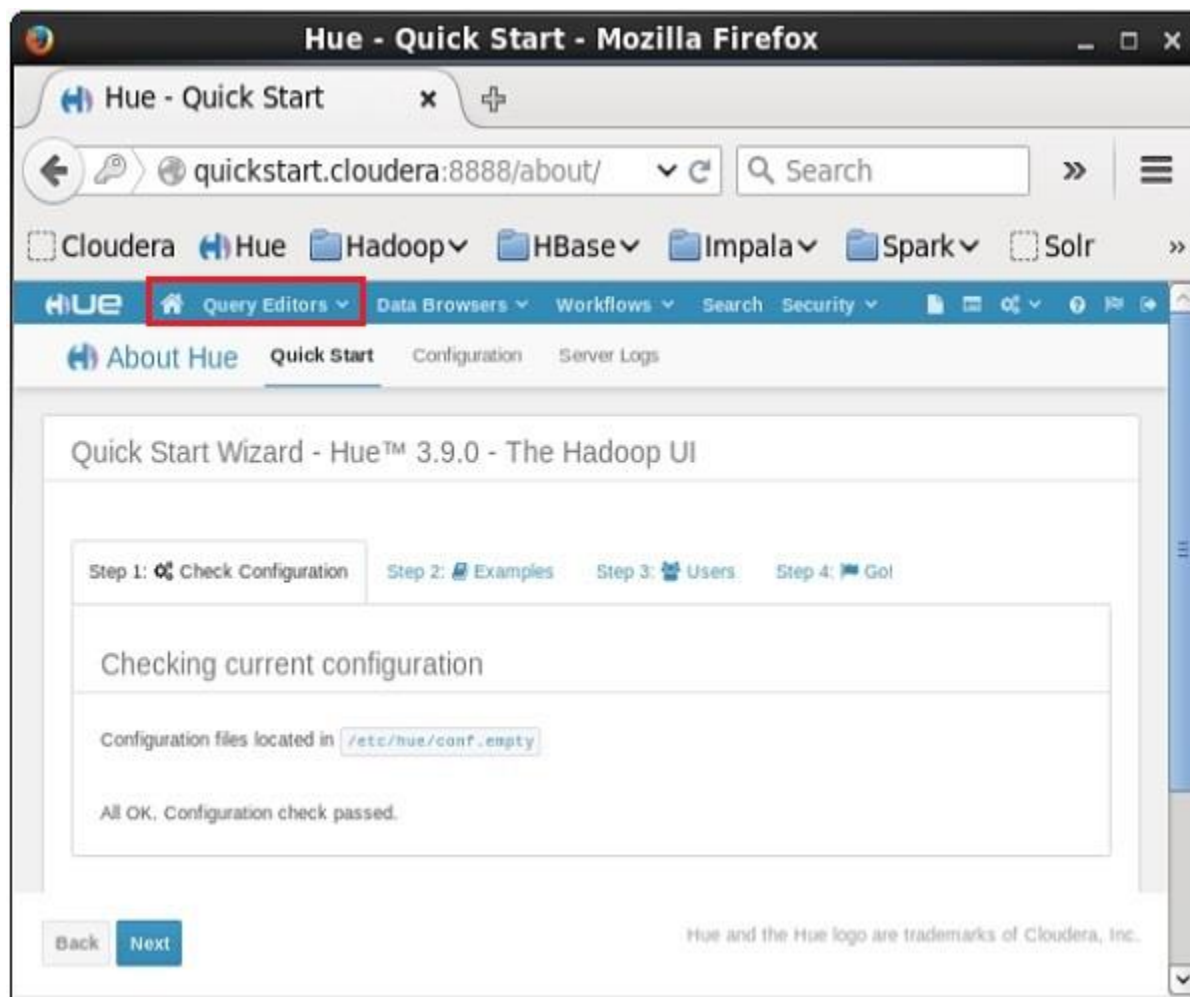 Hue - Quick Start - Mozilla Firefox
Hue - Quick Start
quickstart.cloudera:8888/about/ Search
Cloudera Hue Hadoop HBase Impala Spark Solr »
HUE Query Editors Data Browsers Workflows Search Security
About Hue Quick Start Configuration Server Logs
Quick Start Wizard - Hue™ 3.9.0 - The Hadoop UI
Step 1: Check Configuration Step 2: Examples Step 3: Users Step 4: Go!
Checking current configuration
Configuration files located in /etc/hue/conf.empty
All OK. Configuration check passed.
Back Next
Hue and the Hue logo are trademarks of Cloudera, Inc.